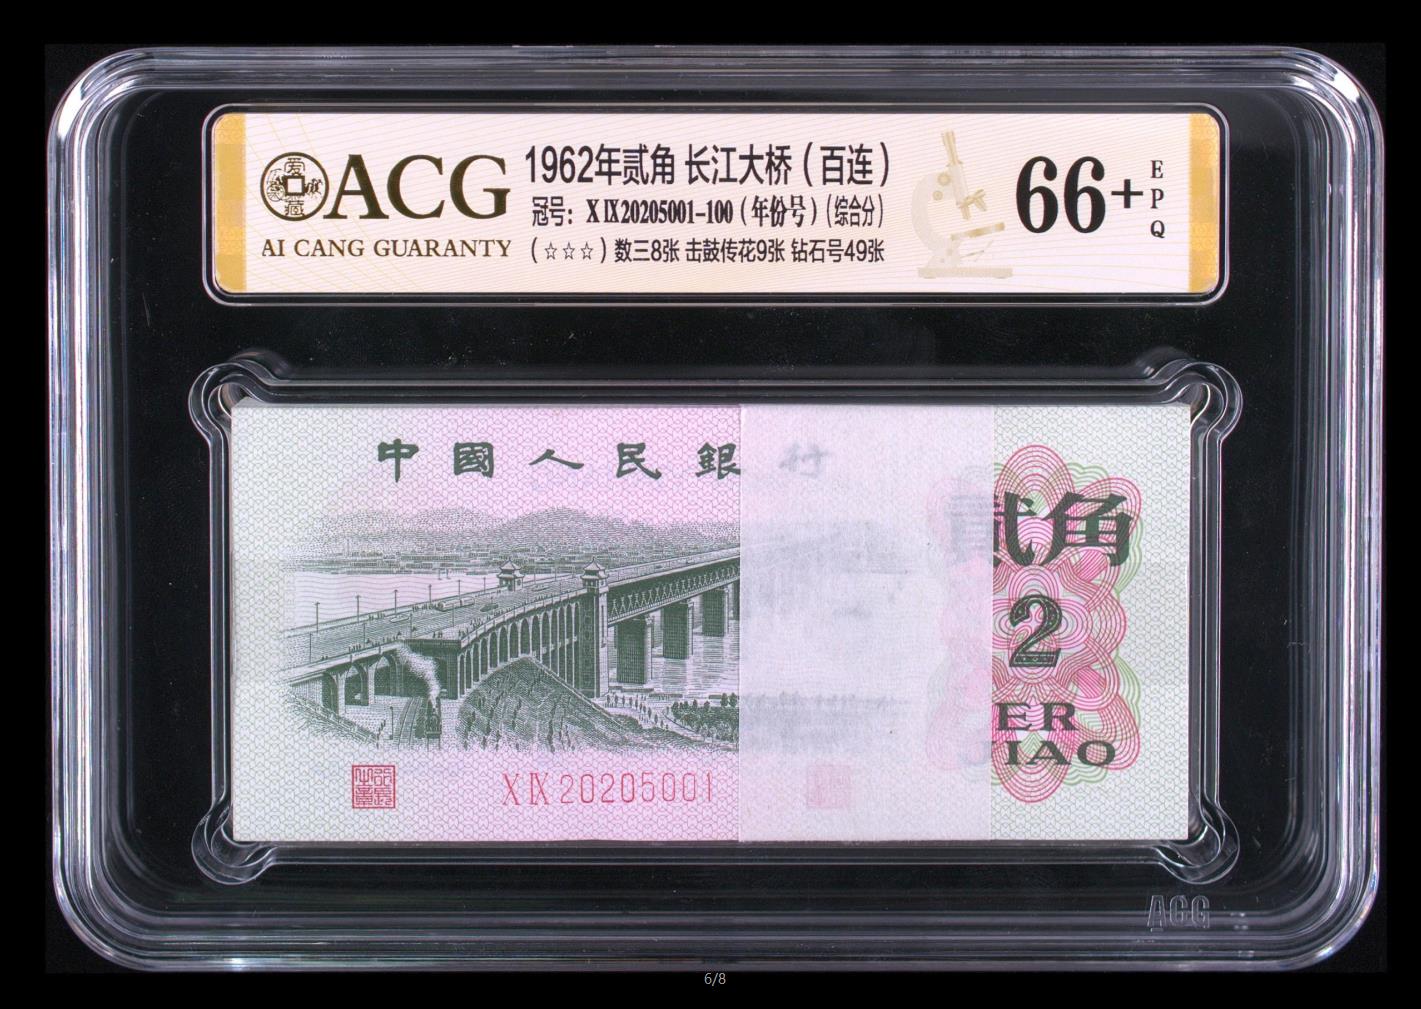 ACG
AI CANG GUARANTY
1962年贰角 长江大桥（百连）
冠号：X IX20205001-100（年份号）(综合分)
（☆☆☆）数三8张 击鼓传花9张 钻石号49张
66+
EPQ
中國人民銀行
貳角
2
ER
JIAO
X IX 20205001
ACG
6/8